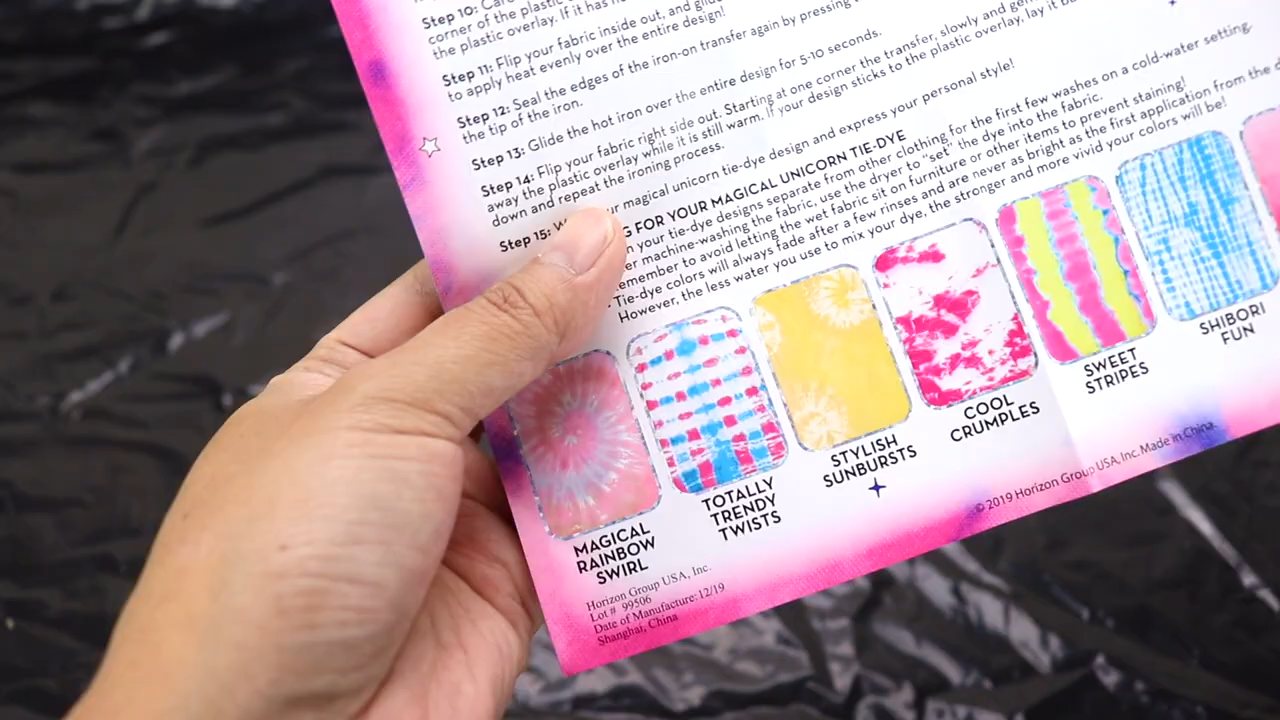 Step 10:
corner of the plastic
the plastic overlay. If it has
Step 11: Flip your fabric inside out, and glide
to apply heat evenly over the entire design!
Step 12: Seal the edges of the iron-on transfer again by pressing
the tip of the iron.
Step 13: Glide the hot iron over the entire design for 5-10 seconds.
Step 14: Flip your fabric right side out. Starting at one corner the transfer, slowly and
away the plastic overlay while it is still warm. If your design sticks to the plastic overlay, lay it
down and repeat the ironing process.
Step 15: magical unicorn tie-dye design and express your personal style!
FOR YOUR MAGICAL UNICORN TIE-DYE
your tie-dye designs separate from other clothing for the first few washes on a cold-water setting.
machine-washing the fabric, use the dryer to "set" the dye into the fabric.
to avoid letting the wet fabric sit on furniture or other items to prevent staining!
Tie-dye colors will always fade after a few rinses and are never as bright as the first application from the
However, the less water you use to mix your dye, the stronger and more vivid your colors will be!
MAGICAL
RAINBOW
SWIRL
TOTALLY
TRENDY
TWISTS
STYLISH
SUNBURSTS
COOL
CRUMPLES
SWEET
STRIPES
SHIBORI
FUN
Horizon Group USA, Inc.
Lot # 99506
Date of Manufacture: 12/19
Shanghai, China
© 2019 Horizon Group USA, Inc. Made in China.